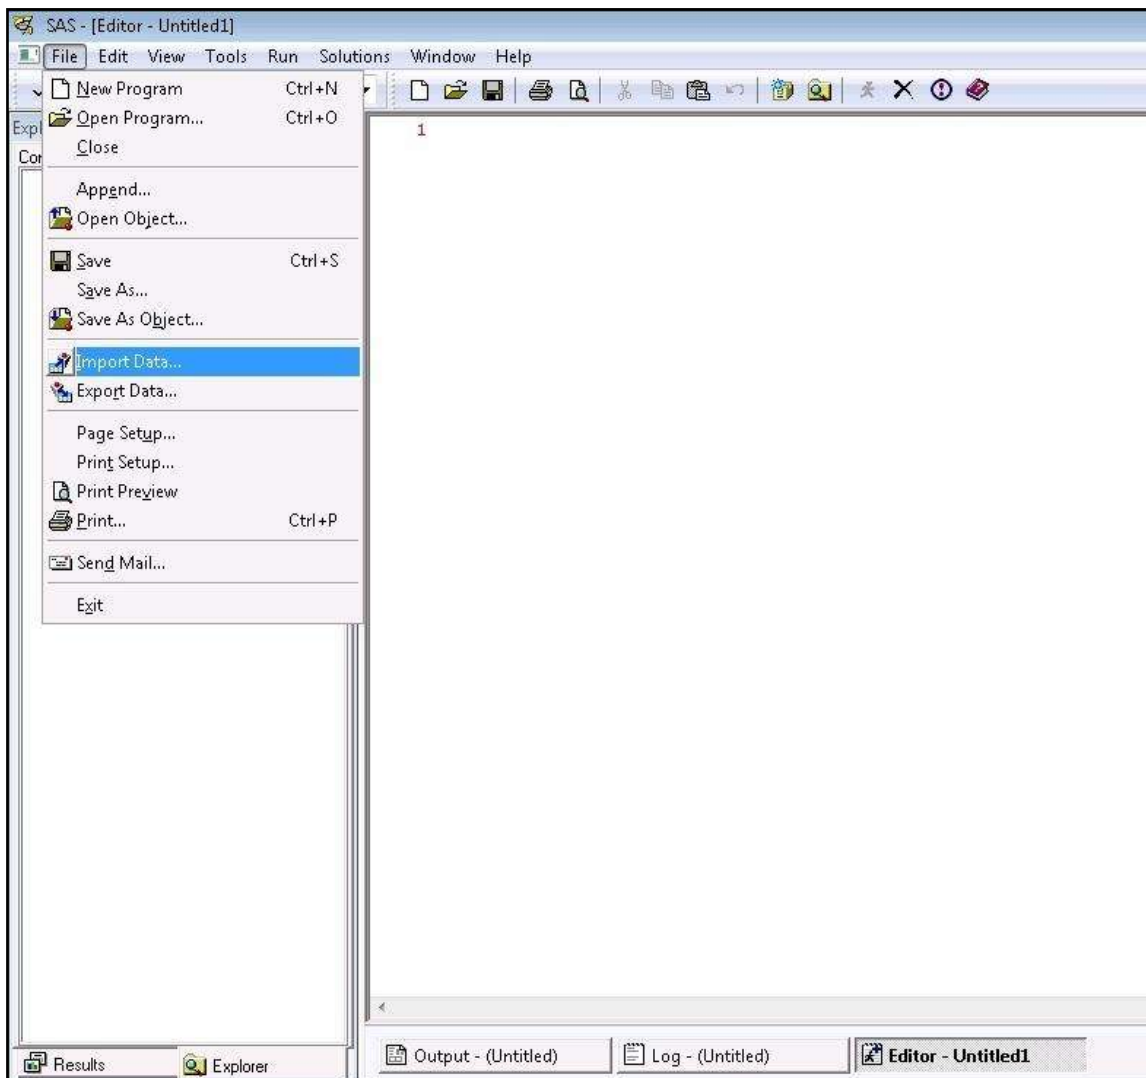 SAS - [Editor - Untitled1]
File Edit View Tools Run Solutions Window Help
New Program Ctrl+N
Open Program... Ctrl+O
Close
Append...
Open Object...
Save Ctrl+S
Save As...
Save As Object...
Import Data...
Export Data...
Page Setup...
Print Setup...
Print Preview
Print... Ctrl+P
Send Mail...
Exit
Expl
Con
1
Results Explorer
Output - (Untitled) Log - (Untitled) Editor - Untitled1